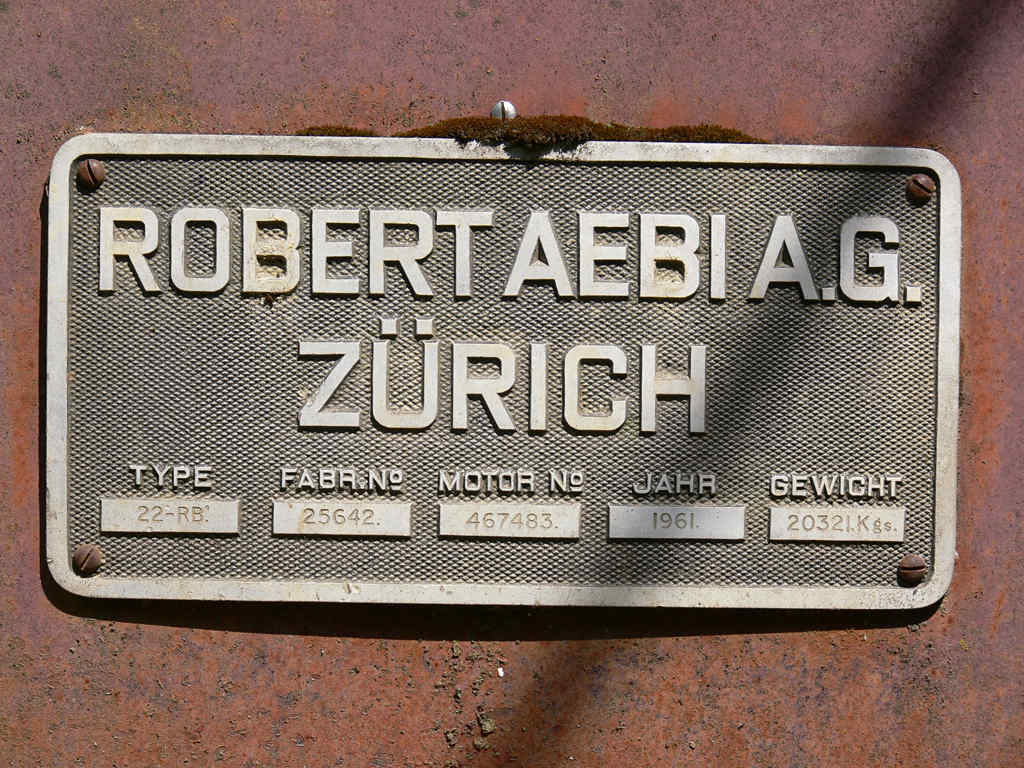 ROBERT AEBI A.G.
ZÜRICH
TYPE FABR.Nº MOTOR Nº JAHR GEWICHT
22-RB. 25642. 467483. 1961. 20321.Kgs.